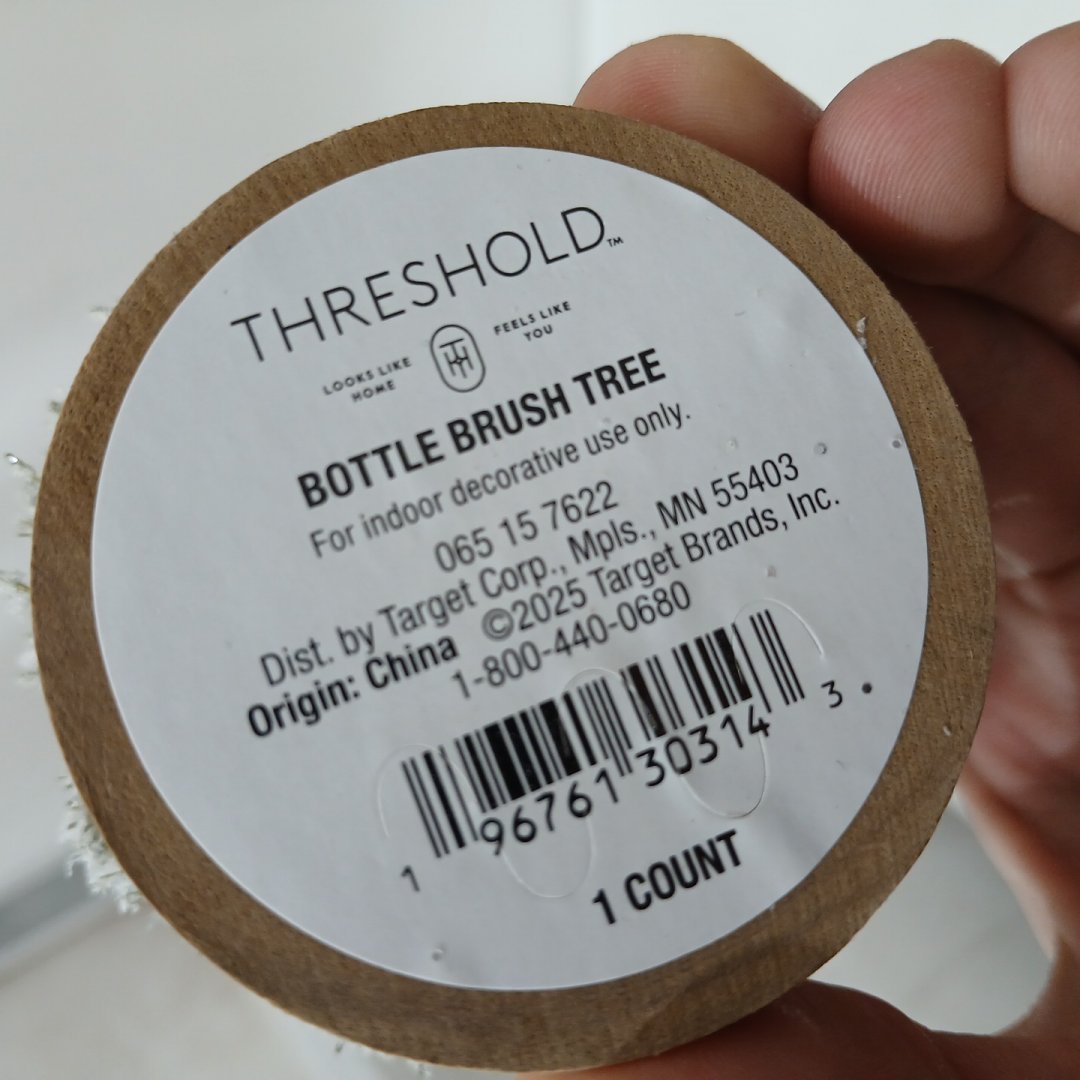 THRESHOLD™
LOOKS LIKE HOME
FEELS LIKE YOU
BOTTLE BRUSH TREE
For indoor decorative use only.
065 15 7622
Dist. by Target Corp., Mpls., MN 55403
Origin: China ©2025 Target Brands, Inc.
1-800-440-0680
1 96761 30314 3
1 COUNT